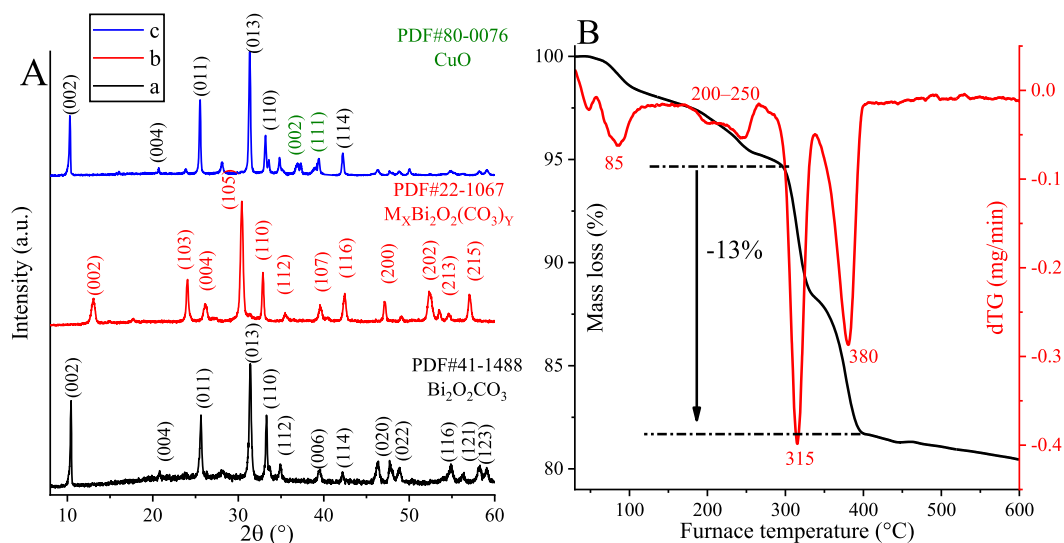 A
c
b
a
PDF#80-0076
CuO
(002)
(004)
(011)
(013)
(110)
(002)
(111)
(114)
PDF#22-1067
MXBi2O2(CO3)Y
(002)
(103)
(004)
(105)
(110)
(112)
(107)
(116)
(200)
(202)
(213)
(215)
PDF#41-1488
Bi2O2CO3
(002)
(004)
(011)
(013)
(110)
(112)
(006)
(114)
(020)
(022)
(116)
(121)
(123)
Intensity (a.u.)
10 20 30 40 50 60
2θ (°)
B
100
95
90
85
80
Mass loss (%)
85
200–250
-13%
315
380
0.0
-0.1
-0.2
-0.3
-0.4
dTG (mg/min)
100 200 300 400 500 600
Furnace temperature (°C)